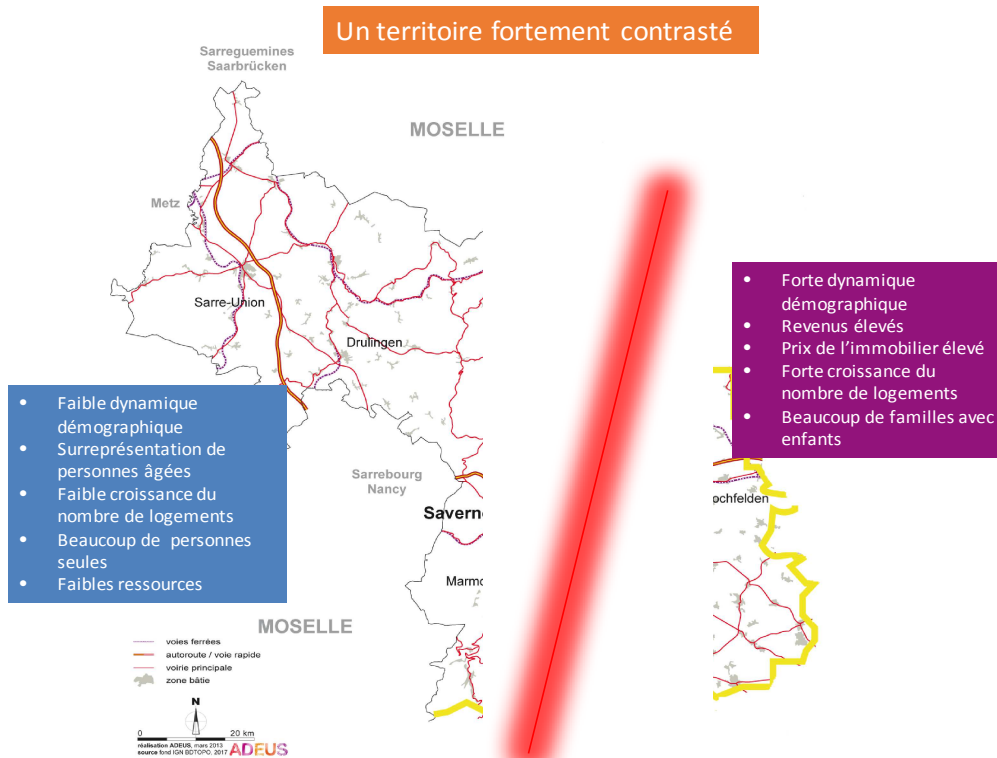 Un territoire fortement contrasté
Sarreguemines
Saarbrücken
MOSELLE
Metz
Sarre-Union
Drulingen
• Forte dynamique
démographique
• Revenus élevés
• Prix de l’immobilier élevé
• Forte croissance du
nombre de logements
• Beaucoup de familles avec
enfants
• Faible dynamique
démographique
• Surreprésentation de
personnes âgées
• Faible croissance du
nombre de logements
• Beaucoup de personnes
seules
• Faibles ressources
Sarrebourg
Nancy
Savern
ochfelden
Marmo
MOSELLE
voies ferrées
autoroute / voie rapide
voirie principale
zone bâtie
N
0 20 km
réalisation ADEUS, mars 2013
source fond IGN BDTOPO, 2017
ADEUS